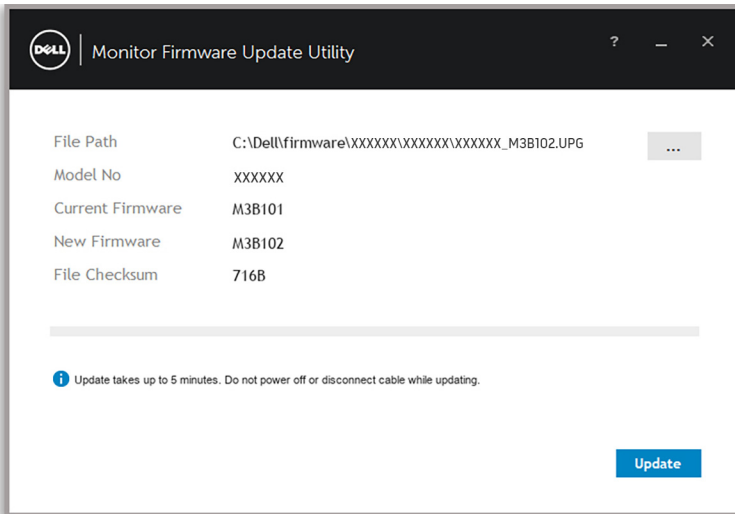 DELL Monitor Firmware Update Utility ? _ ×
File Path C:\Dell\firmware\XXXXXX\XXXXXX\XXXXXX_M3B102.UPG ...
Model No XXXXXX
Current Firmware M3B101
New Firmware M3B102
File Checksum 716B
i Update takes up to 5 minutes. Do not power off or disconnect cable while updating.
Update